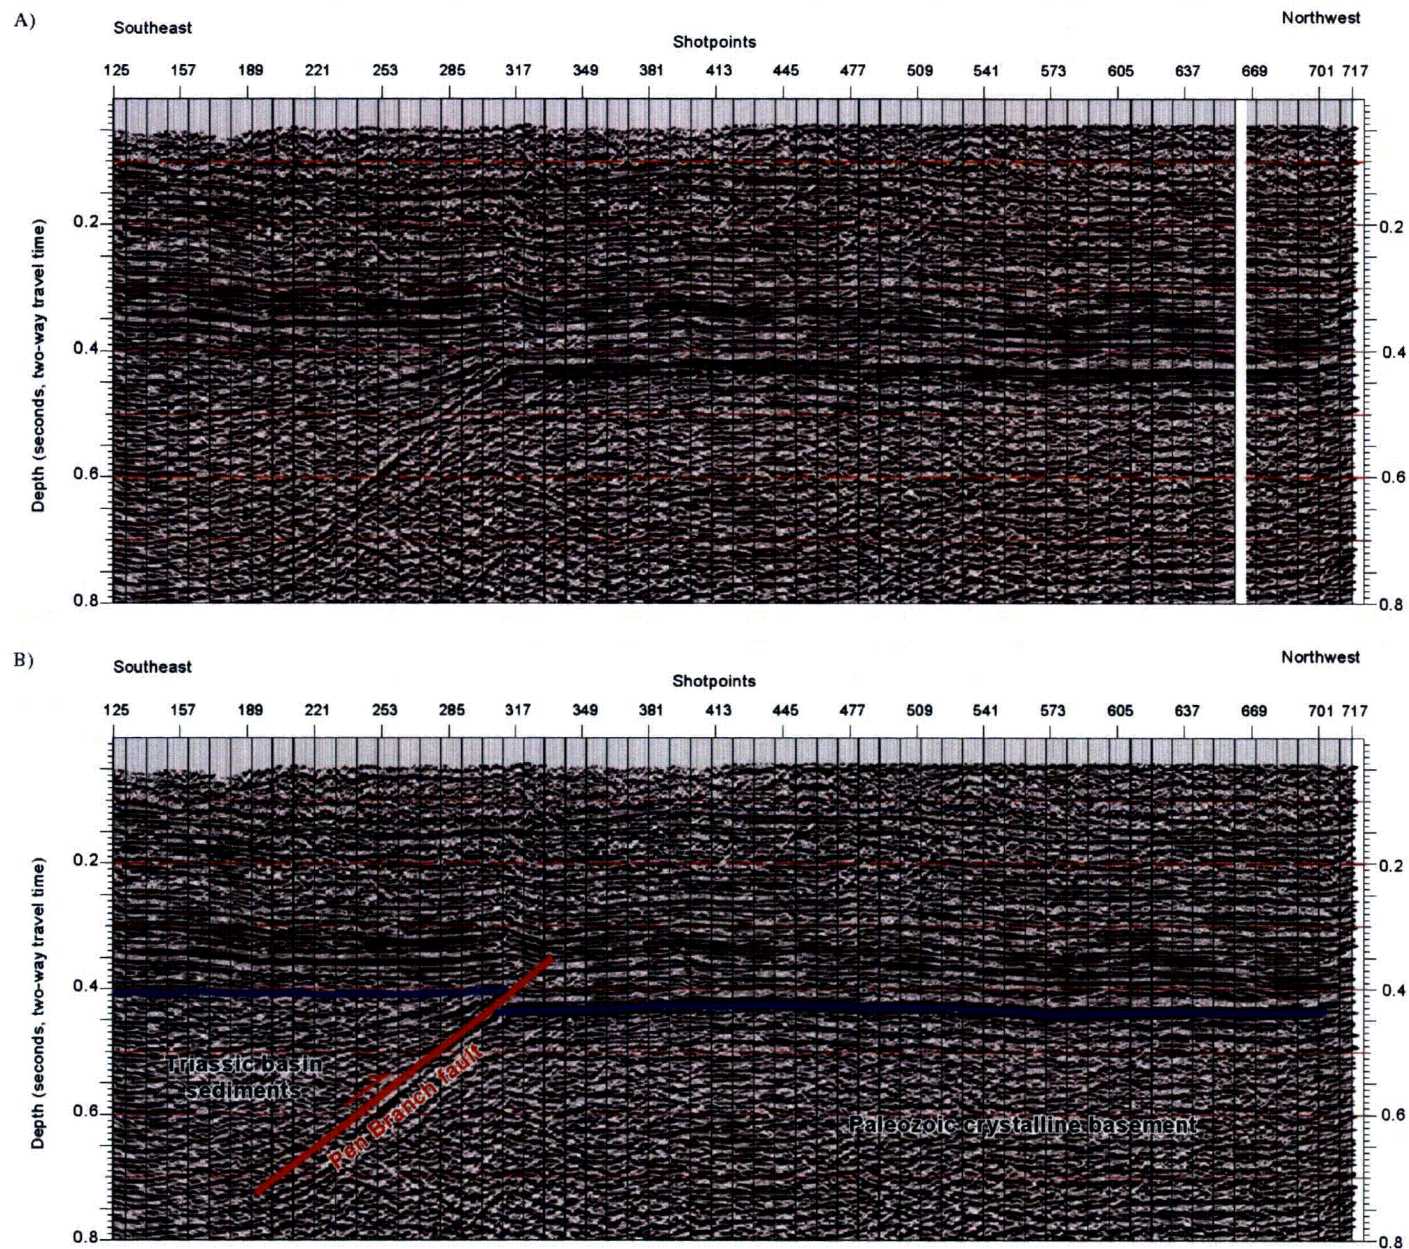 A)
Southeast
Northwest
Shotpoints
125 157 189 221 253 285 317 349 381 413 445 477 509 541 573 605 637 669 701 717
Depth (seconds, two-way travel time)
0.2 0.2
0.4 0.4
0.6 0.6
0.8 0.8
B)
Southeast
Northwest
Shotpoints
125 157 189 221 253 285 317 349 381 413 445 477 509 541 573 605 637 669 701 717
Depth (seconds, two-way travel time)
0.2 0.2
0.4 0.4
Triassic basin
sediments
Pen Branch fault
0.6 0.6
Paleozoic crystalline basement
0.8 0.8